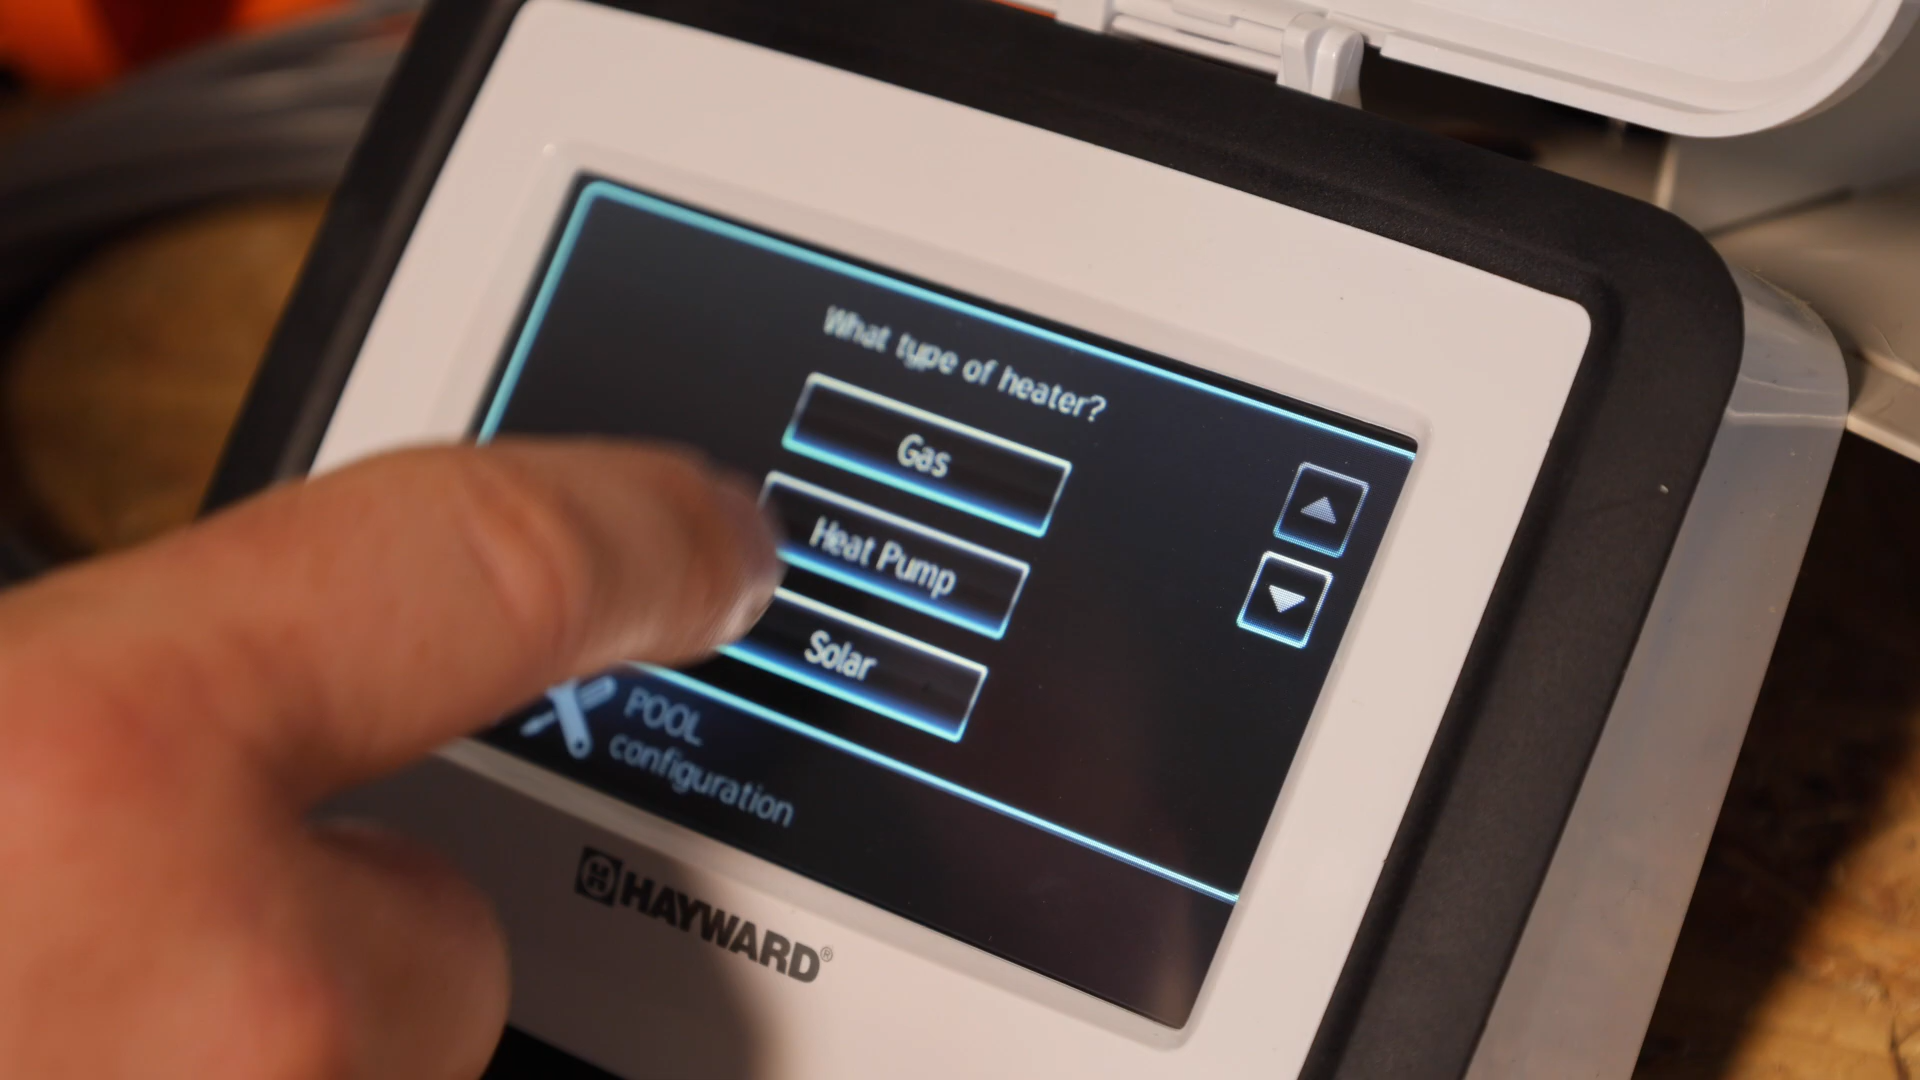 What type of heater?
Gas
Heat Pump
Solar
POOL
configuration
HAYWARD®